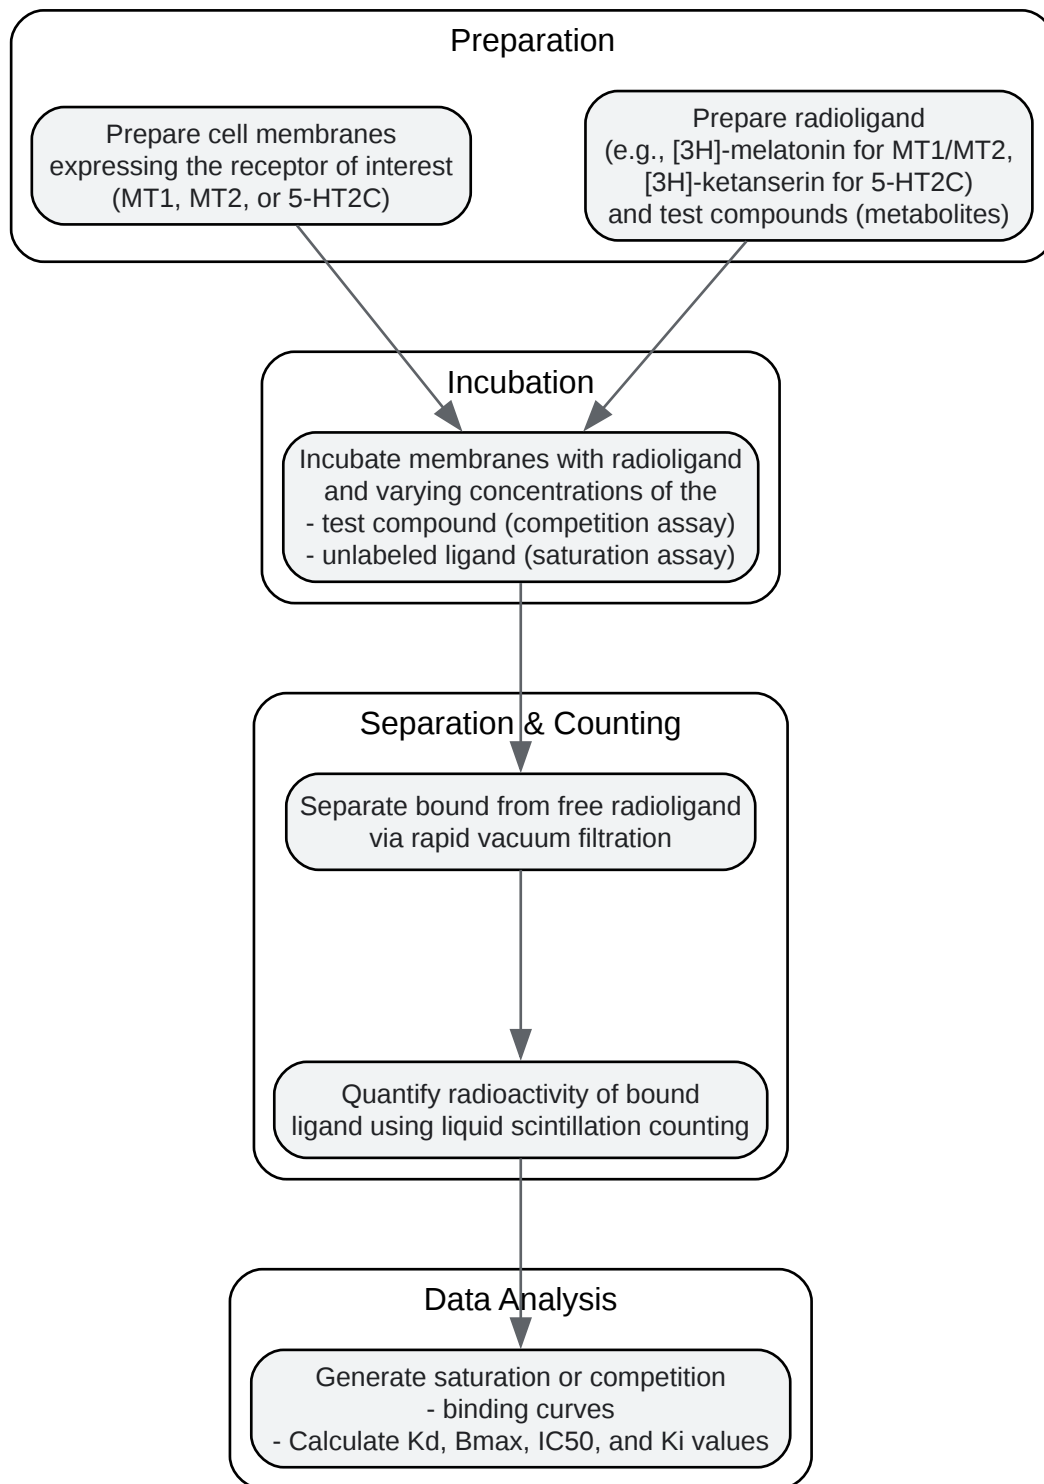 Preparation
Prepare cell membranes
expressing the receptor of interest
(MT1, MT2, or 5-HT2C)
Prepare radioligand
(e.g., [3H]-melatonin for MT1/MT2,
[3H]-ketanserin for 5-HT2C)
and test compounds (metabolites)
Incubation
Incubate membranes with radioligand
and varying concentrations of the
- test compound (competition assay)
- unlabeled ligand (saturation assay)
Separation & Counting
Separate bound from free radioligand
via rapid vacuum filtration
Quantify radioactivity of bound
ligand using liquid scintillation counting
Data Analysis
Generate saturation or competition
- binding curves
- Calculate Kd, Bmax, IC50, and Ki values